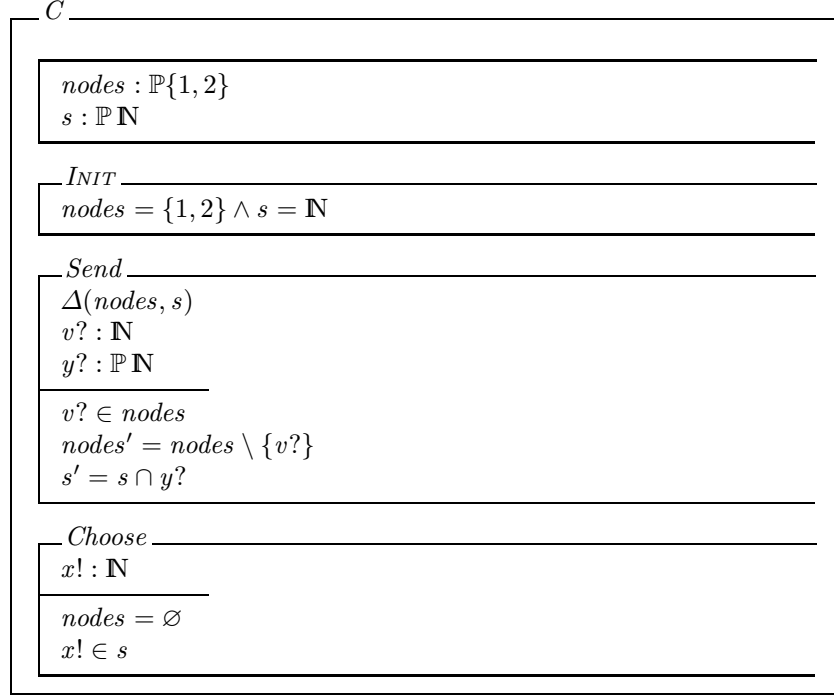 C
nodes : ℙ{1, 2}
s : ℙ ℕ
INIT
nodes = {1, 2} ∧ s = ℕ
Send
Δ(nodes, s)
v? : ℕ
y? : ℙ ℕ
v? ∈ nodes
nodes′ = nodes \ {v?}
s′ = s ∩ y?
Choose
x! : ℕ
nodes = ∅
x! ∈ s